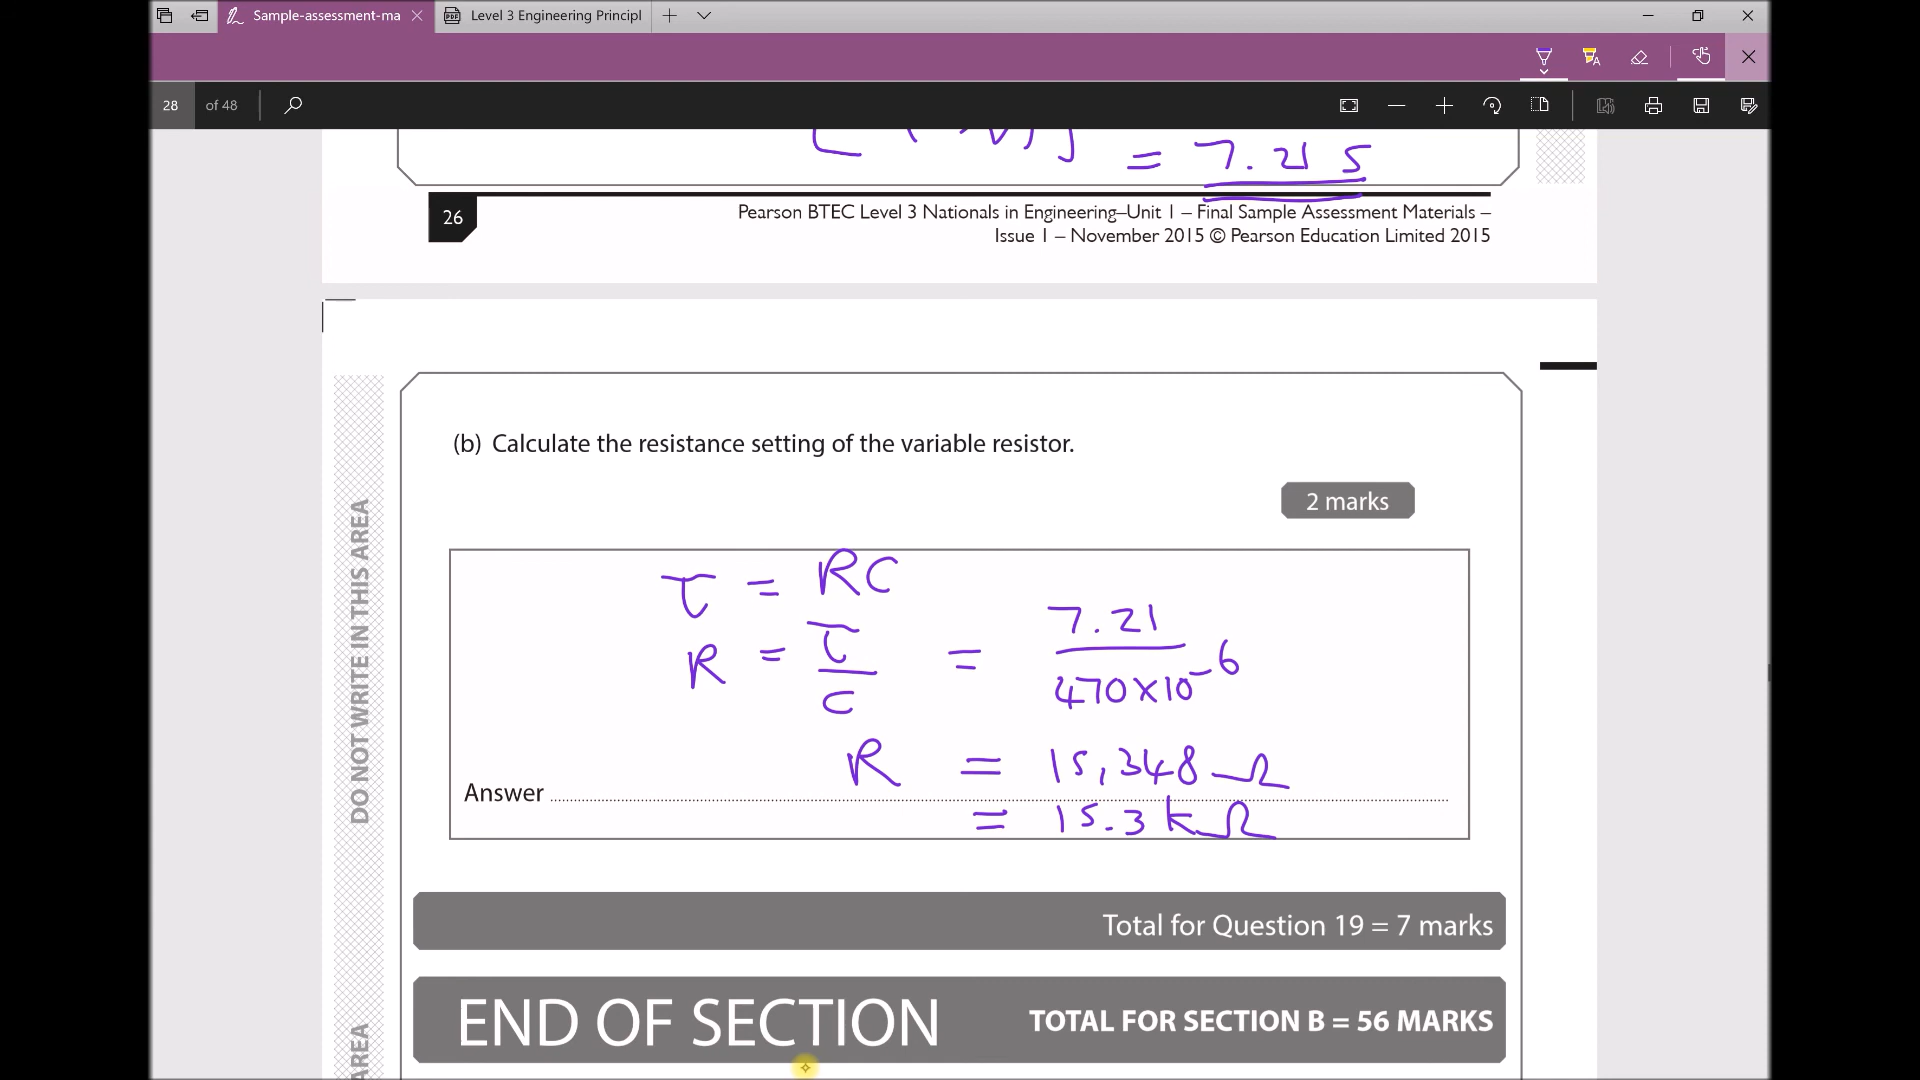 Sample-assessment-ma
Level 3 Engineering Principl
28 of 48
= 7.21 s
26
Pearson BTEC Level 3 Nationals in Engineering–Unit 1 – Final Sample Assessment Materials –
Issue 1 – November 2015 © Pearson Education Limited 2015
DO NOT WRITE IN THIS AREA
(b) Calculate the resistance setting of the variable resistor.
2 marks
τ = RC
R = τ/C = 7.21/470×10⁻⁶
R = 15,348 Ω
Answer
= 15.3 kΩ
Total for Question 19 = 7 marks
END OF SECTION
TOTAL FOR SECTION B = 56 MARKS
AREA